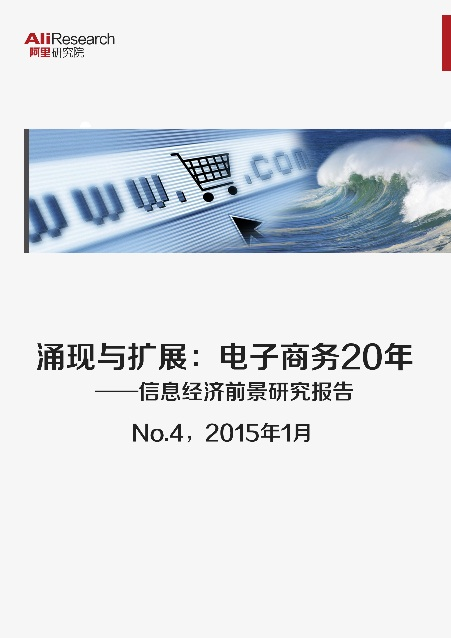 AliResearch
阿里研究院
www. .com
涌现与扩展：电子商务20年
——信息经济前景研究报告
No.4，2015年1月